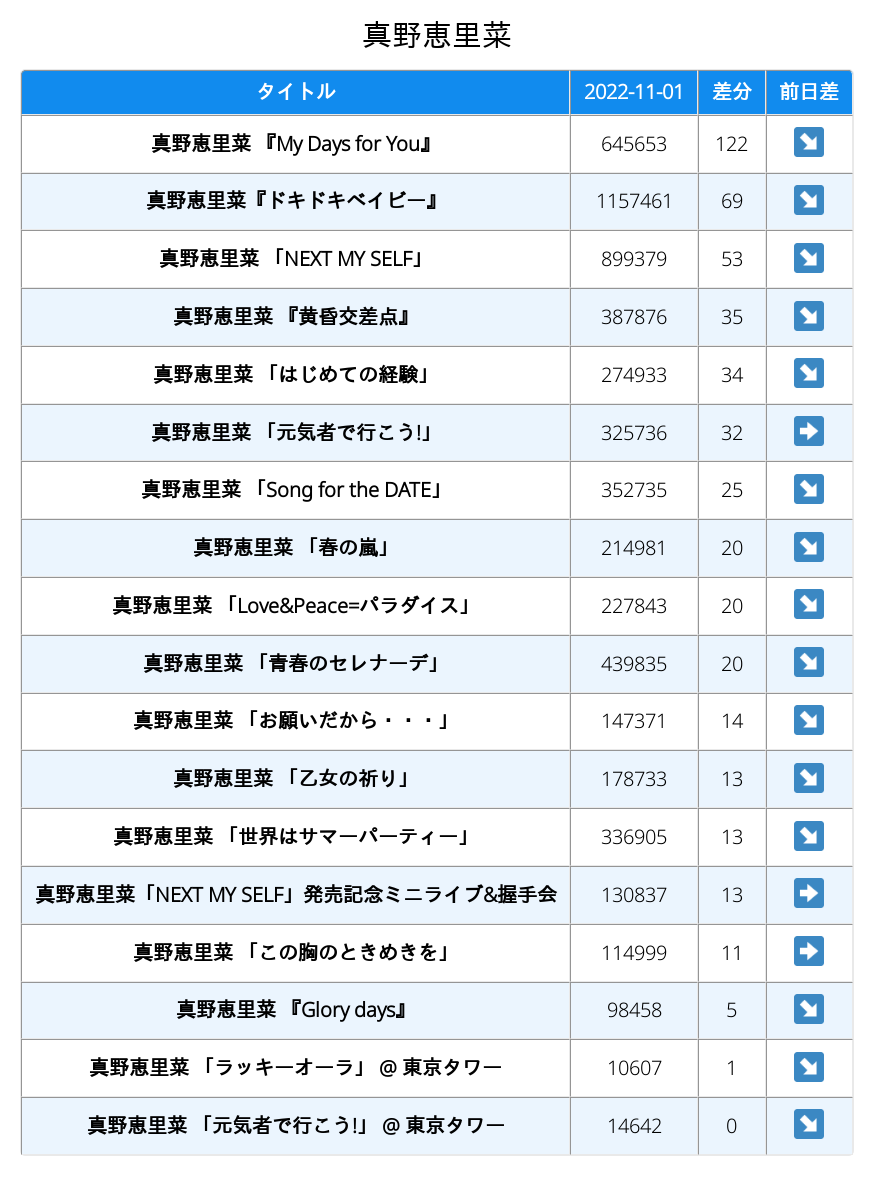 真野恵里菜
タイトル 2022-11-01 差分 前日差
真野恵里菜 『My Days for You』 645653 122 ↘
真野恵里菜『ドキドキベイビー』 1157461 69 ↘
真野恵里菜 「NEXT MY SELF」 899379 53 ↘
真野恵里菜 『黄昏交差点』 387876 35 ↘
真野恵里菜 「はじめての経験」 274933 34 ↘
真野恵里菜 「元気者で行こう!」 325736 32 ➡
真野恵里菜 「Song for the DATE」 352735 25 ↘
真野恵里菜 「春の嵐」 214981 20 ↘
真野恵里菜 「Love&Peace=パラダイス」 227843 20 ↘
真野恵里菜 「青春のセレナーデ」 439835 20 ↘
真野恵里菜 「お願いだから・・・」 147371 14 ↘
真野恵里菜 「乙女の祈り」 178733 13 ↘
真野恵里菜 「世界はサマーパーティー」 336905 13 ↘
真野恵里菜「NEXT MY SELF」発売記念ミニライブ&握手会 130837 13 ➡
真野恵里菜 「この胸のときめきを」 114999 11 ➡
真野恵里菜 『Glory days』 98458 5 ↘
真野恵里菜 「ラッキーオーラ」 @ 東京タワー 10607 1 ↘
真野恵里菜 「元気者で行こう!」 @ 東京タワー 14642 0 ↘